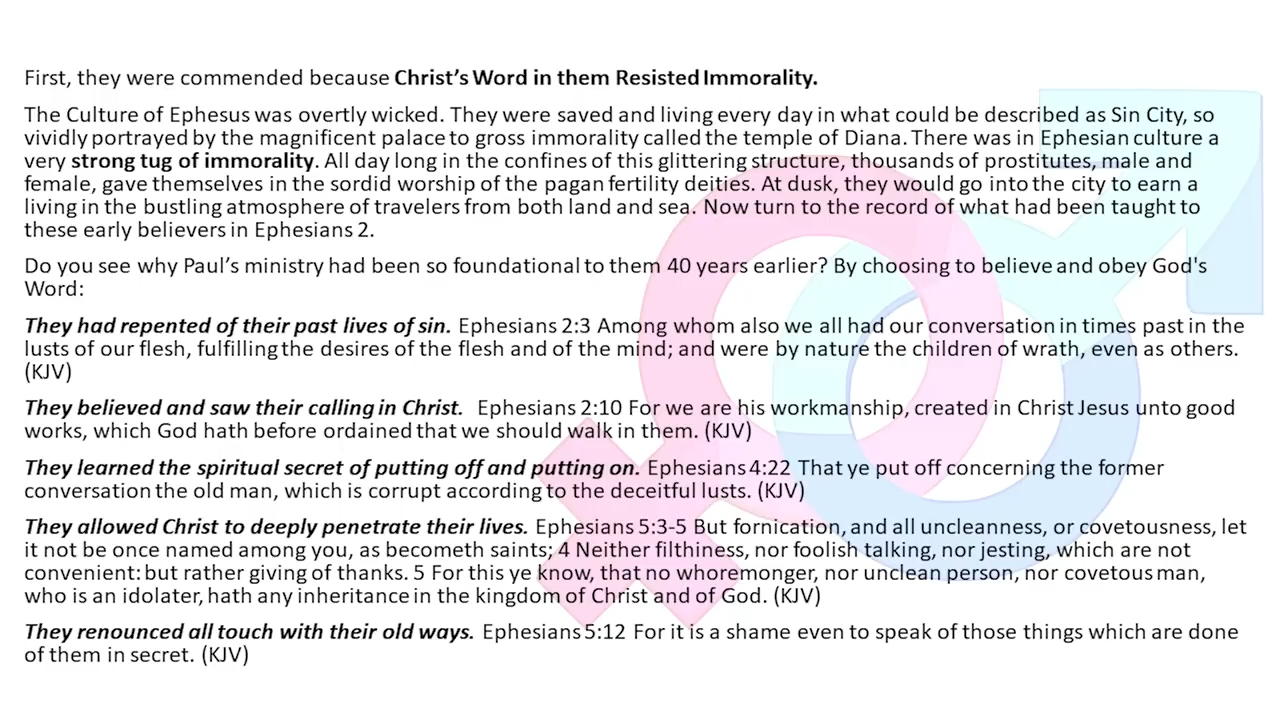 First, they were commended because Christ's Word in them Resisted Immorality.
The Culture of Ephesus was overtly wicked. They were saved and living every day in what could be described as Sin City, so
vividly portrayed by the magnificent palace to gross immorality called the temple of Diana. There was in Ephesian culture a
very strong tug of immorality. All day long in the confines of this glittering structure, thousands of prostitutes, male and
female, gave themselves in the sordid worship of the pagan fertility deities. At dusk, they would go into the city to earn a
living in the bustling atmosphere of travelers from both land and sea. Now turn to the record of what had been taught to
these early believers in Ephesians 2.
Do you see why Paul's ministry had been so foundational to them 40 years earlier? By choosing to believe and obey God's
Word:
They had repented of their past lives of sin. Ephesians 2:3 Among whom also we all had our conversation in times past in the
lusts of our flesh, fulfilling the desires of the flesh and of the mind; and were by nature the children of wrath, even as others.
(KJV)
They believed and saw their calling in Christ. Ephesians 2:10 For we are his workmanship, created in Christ Jesus unto good
works, which God hath before ordained that we should walk in them. (KJV)
They learned the spiritual secret of putting off and putting on. Ephesians 4:22 That ye put off concerning the former
conversation the old man, which is corrupt according to the deceitful lusts. (KJV)
They allowed Christ to deeply penetrate their lives. Ephesians 5:3-5 But fornication, and all uncleanness, or covetousness, let
it not be once named among you, as becometh saints; 4 Neither filthiness, nor foolish talking, nor jesting, which are not
convenient: but rather giving of thanks. 5 For this ye know, that no whoremonger, nor unclean person, nor covetous man,
who is an idolater, hath any inheritance in the kingdom of Christ and of God. (KJV)
They renounced all touch with their old ways. Ephesians 5:12 For it is a shame even to speak of those things which are done
of them in secret. (KJV)